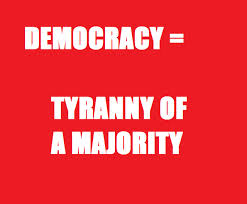 DEMOCRACY =
TYRANNY OF
A MAJORITY